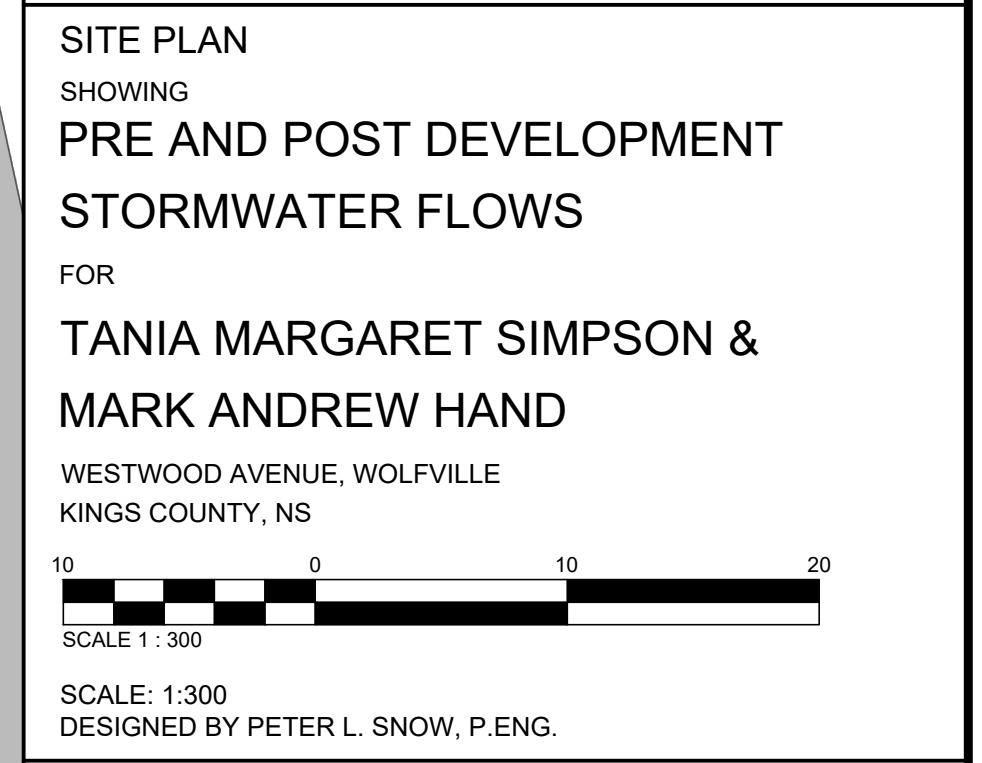 SITE PLAN
SHOWING
PRE AND POST DEVELOPMENT
STORMWATER FLOWS
FOR
TANIA MARGARET SIMPSON &
MARK ANDREW HAND
WESTWOOD AVENUE, WOLFVILLE
KINGS COUNTY, NS
10 0 10 20
SCALE 1 : 300
SCALE: 1:300
DESIGNED BY PETER L. SNOW, P.ENG.